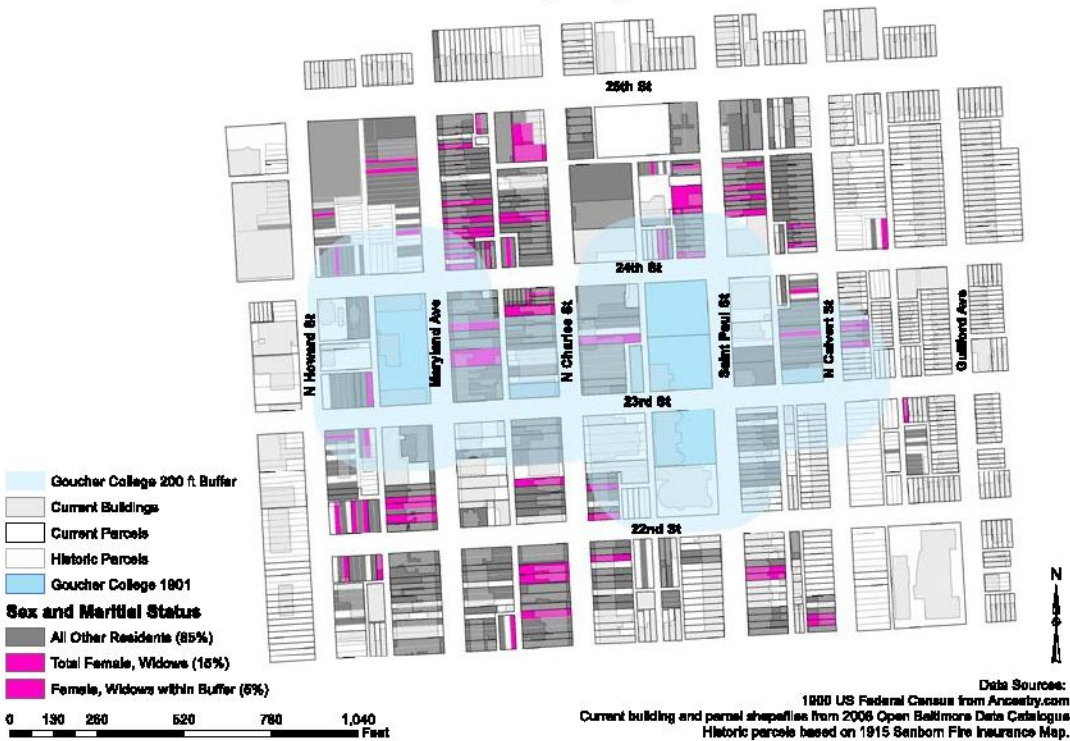 25th St
24th St
N Howard St
Maryland Ave
N Charles St
Saint Paul St
N Calvert St
Guilford Ave
23rd St
22nd St
Goucher College 200 ft Buffer
Current Buildings
Current Parcels
Historic Parcels
Goucher College 1901
Sex and Maritial Status
All Other Residents (85%)
Total Female, Widows (15%)
Female, Widows within Buffer (5%)
0 130 260 520 780 1,040
Feet
N
Data Sources:
1900 US Federal Census from Ancestry.com
Current building and parcel shapefiles from 2008 Open Baltimore Data Catalogue
Historic parcels based on 1915 Sanborn Fire Insurance Map.